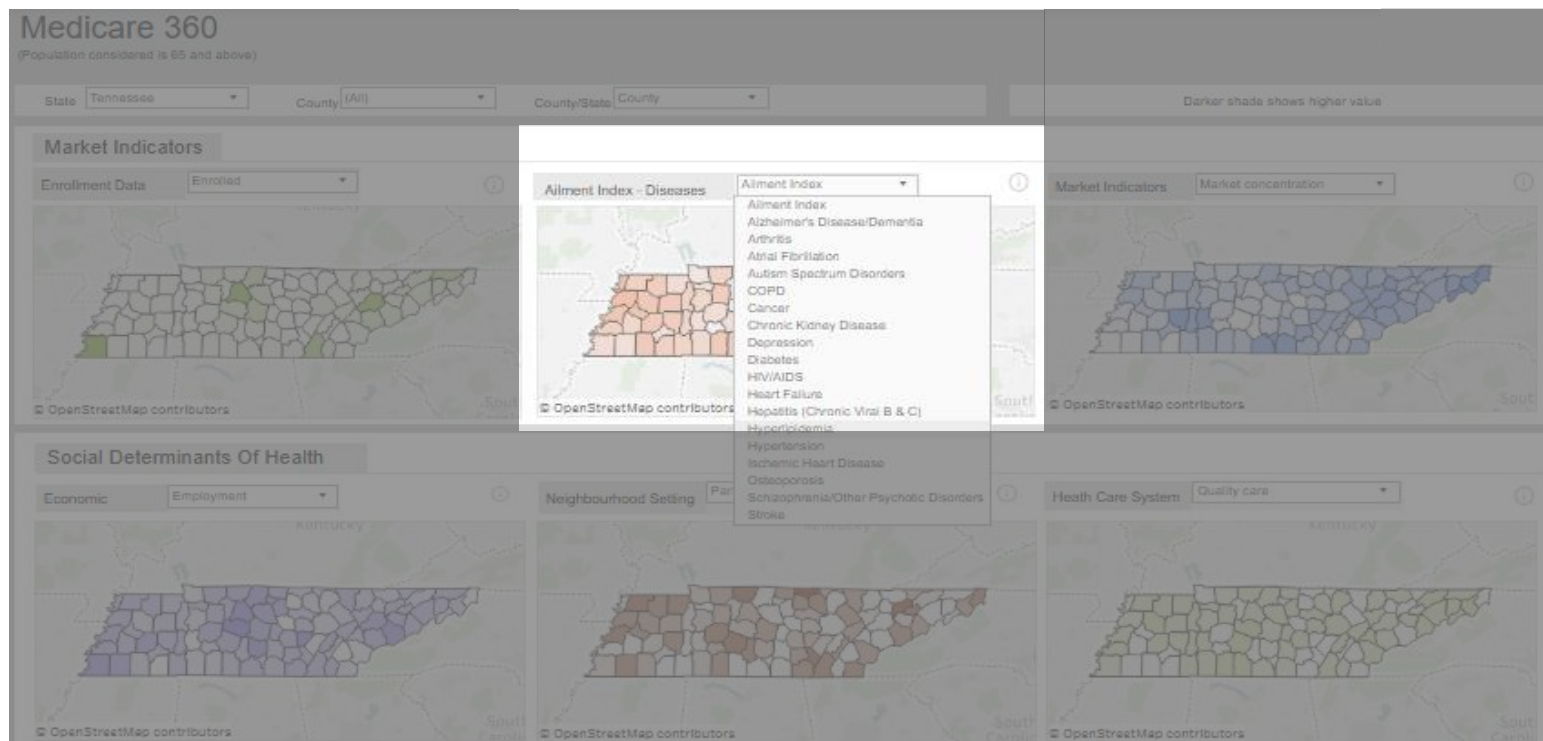 Medicare 360
(Population considered is 65 and above)
State Tennessee County (All) County/State County Darker shade shows higher value
Market Indicators
Enrollment Data Enrolled
Ailment Index - Diseases Ailment Index
Market Indicators Market concentration
Ailment Index
Alzheimer's Disease/Dementia
Arthritis
Atrial Fibrillation
Autism Spectrum Disorders
COPD
Cancer
Chronic Kidney Disease
Depression
Diabetes
HIV/AIDS
Heart Failure
Hepatitis (Chronic Viral B & C)
Hyperlipidemia
Hypertension
Ischemic Heart Disease
Osteoporosis
Schizophrenia/Other Psychotic Disorders
Stroke
© OpenStreetMap contributors
© OpenStreetMap contributors
South
© OpenStreetMap contributors
Social Determinants Of Health
Economic Employment
Neighbourhood Setting
Heath Care System Quality care
Kentucky
© OpenStreetMap contributors
South
© OpenStreetMap contributors
South
© OpenStreetMap contributors